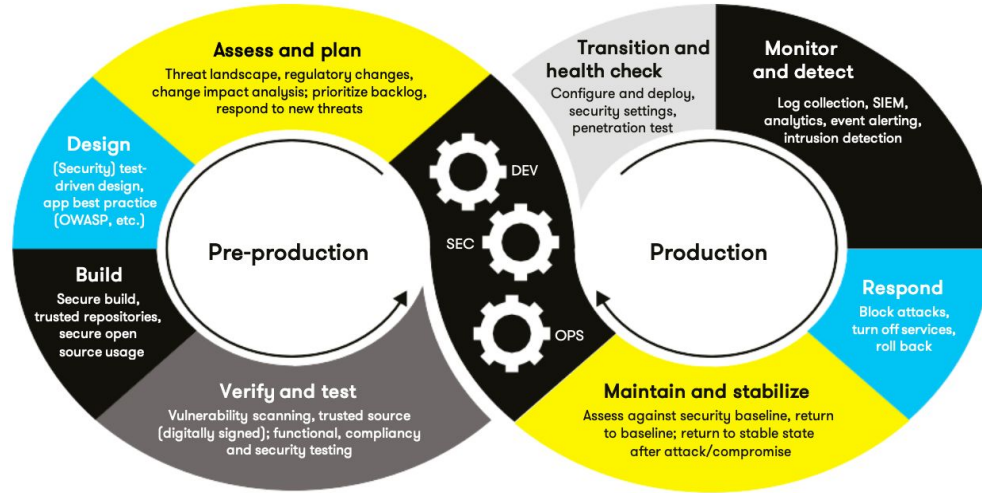 Assess and plan
Threat landscape, regulatory changes,
change impact analysis; prioritize backlog,
respond to new threats
Design
(Security) test-
driven design,
app best practice
(OWASP, etc.)
Build
Secure build,
trusted repositories,
secure open
source usage
Verify and test
Vulnerability scanning, trusted source
(digitally signed); functional, compliancy
and security testing
Pre-production
DEV
SEC
OPS
Transition and
health check
Configure and deploy,
security settings,
penetration test
Monitor
and detect
Log collection, SIEM,
analytics, event alerting,
intrusion detection
Respond
Block attacks,
turn off services,
roll back
Maintain and stabilize
Assess against security baseline, return
to baseline; return to stable state
after attack/compromise
Production